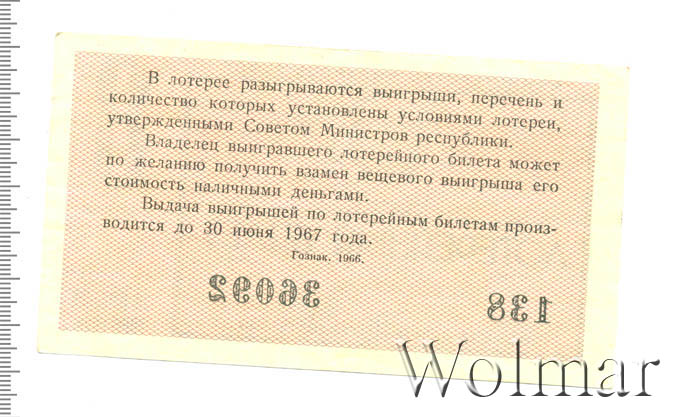 В лотерее разыгрываются выигрыши, перечень и
количество которых установлены условиями лотереи,
утвержденными Советом Министров республики.
Владелец выигравшего лотерейного билета может
по желанию получить взамен вещевого выигрыша его
стоимость наличными деньгами.
Выдача выигрышей по лотерейным билетам произ-
водится до 30 июня 1967 года.
Гознак. 1966.
36092 138
Wolmar